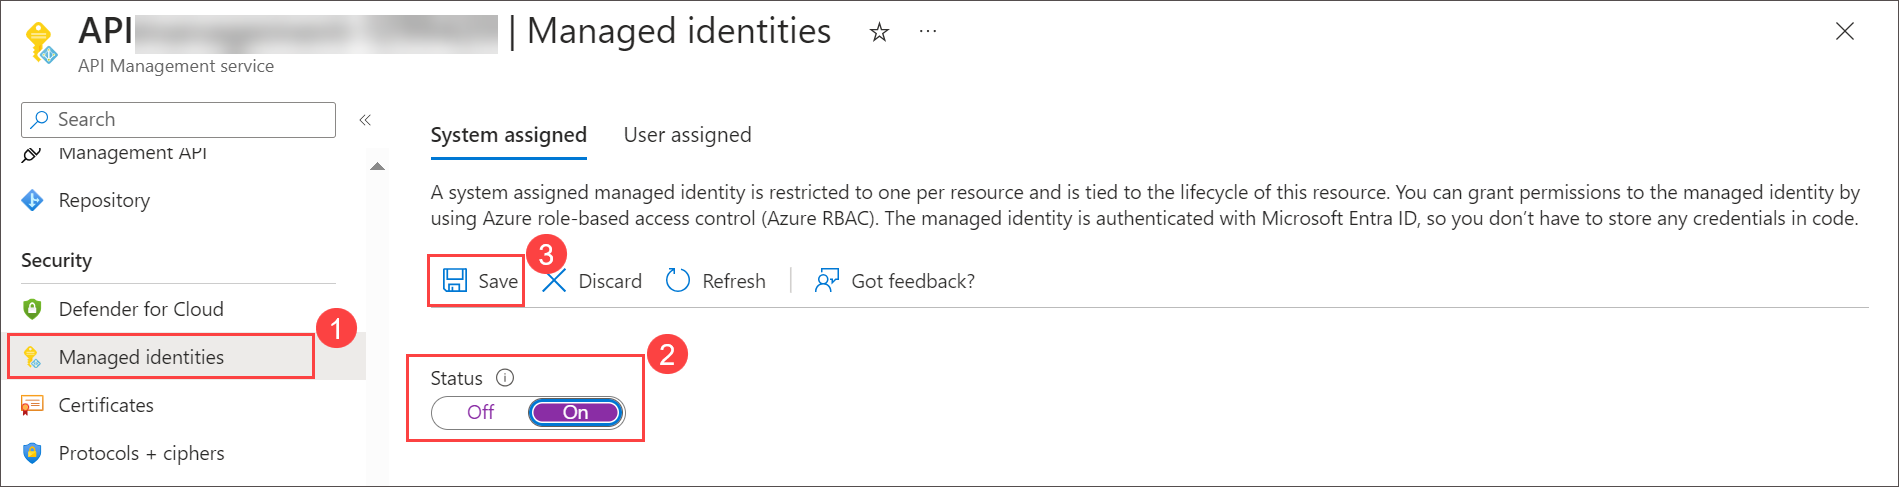 API | Managed identities
API Management service
Search
Management API
Repository
Security
Defender for Cloud
1
Managed identities
Certificates
Protocols + ciphers
System assigned User assigned
A system assigned managed identity is restricted to one per resource and is tied to the lifecycle of this resource. You can grant permissions to the managed identity by
using Azure role-based access control (Azure RBAC). The managed identity is authenticated with Microsoft Entra ID, so you don’t have to store any credentials in code.
3
Save Discard Refresh Got feedback?
2
Status
Off On